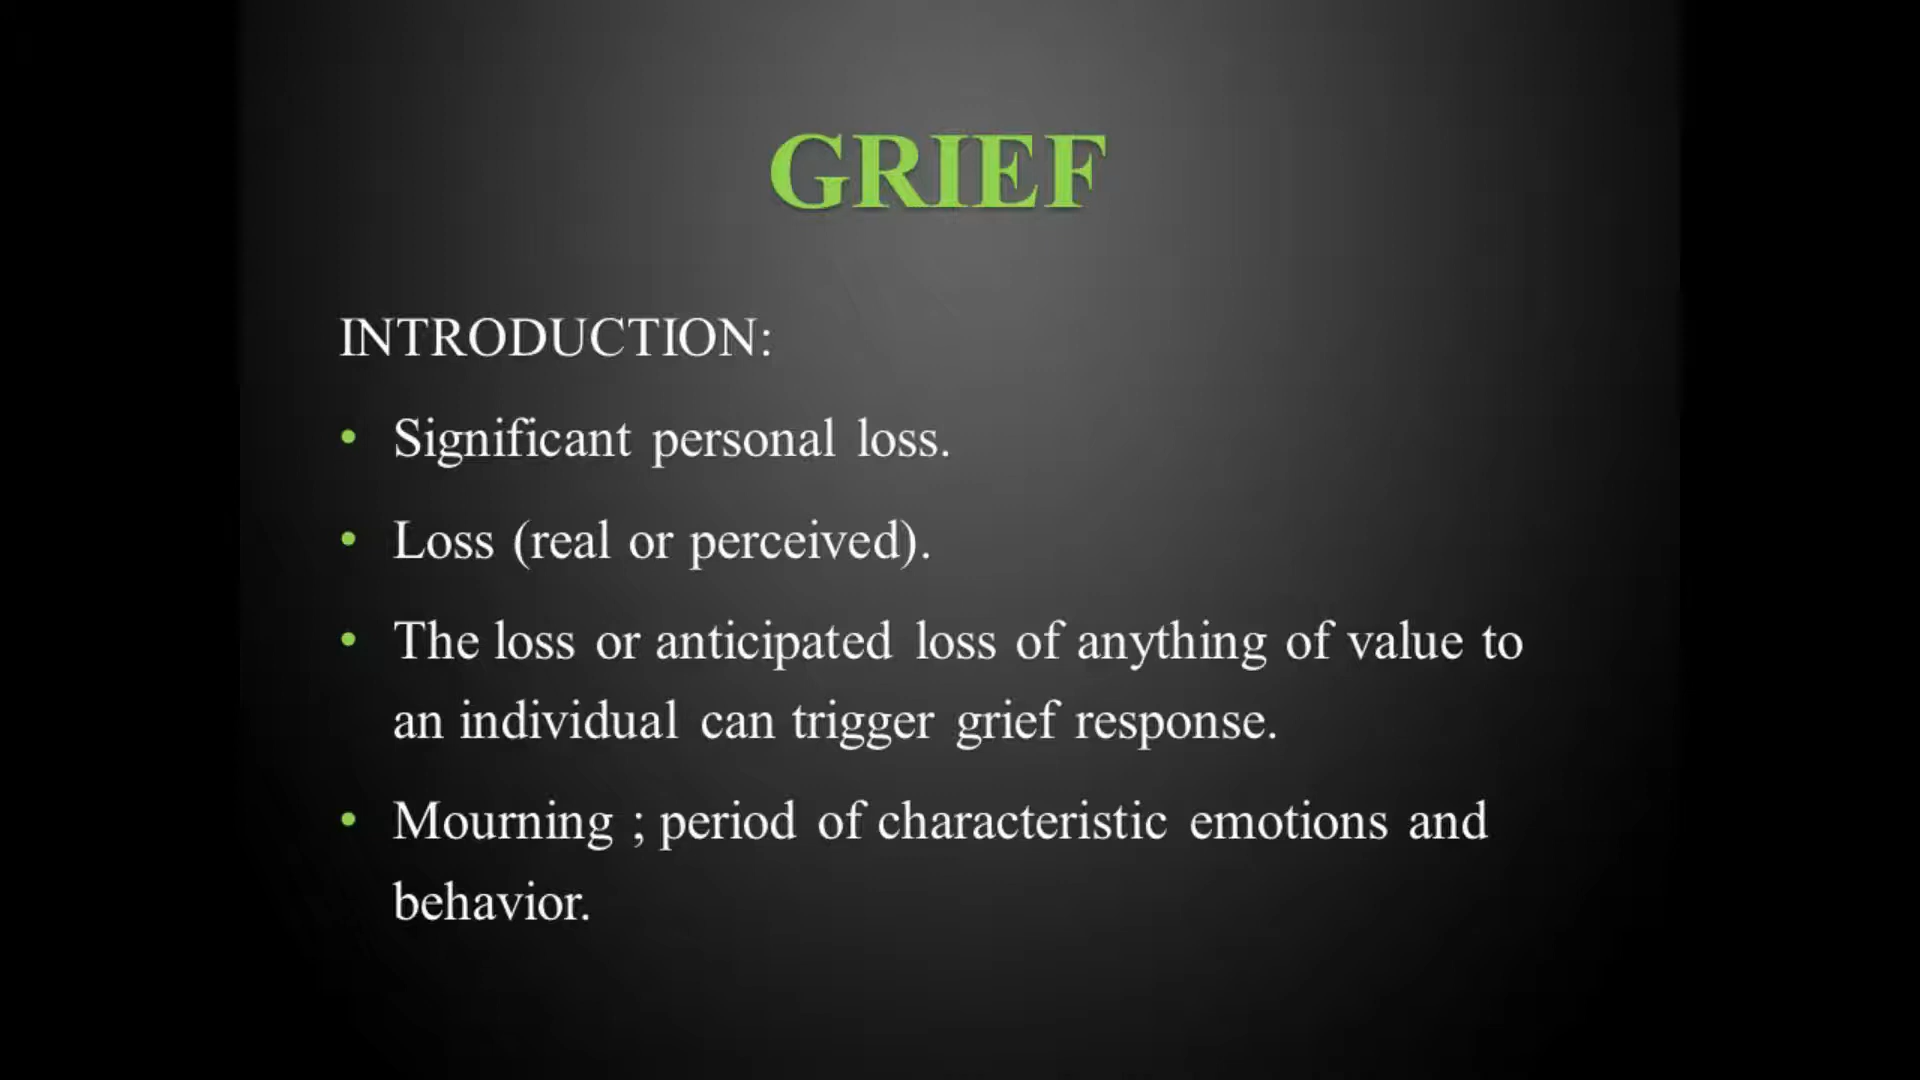 GRIEF
INTRODUCTION:
• Significant personal loss.
• Loss (real or perceived).
• The loss or anticipated loss of anything of value to
an individual can trigger grief response.
• Mourning ; period of characteristic emotions and
behavior.